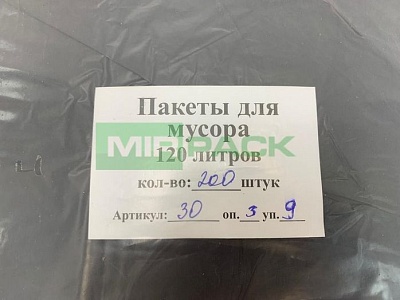 Пакеты для
мусора
MIRPACK
120 литров
кол-во: 200 штук
Артикул: 30 оп. 3 уп. 9